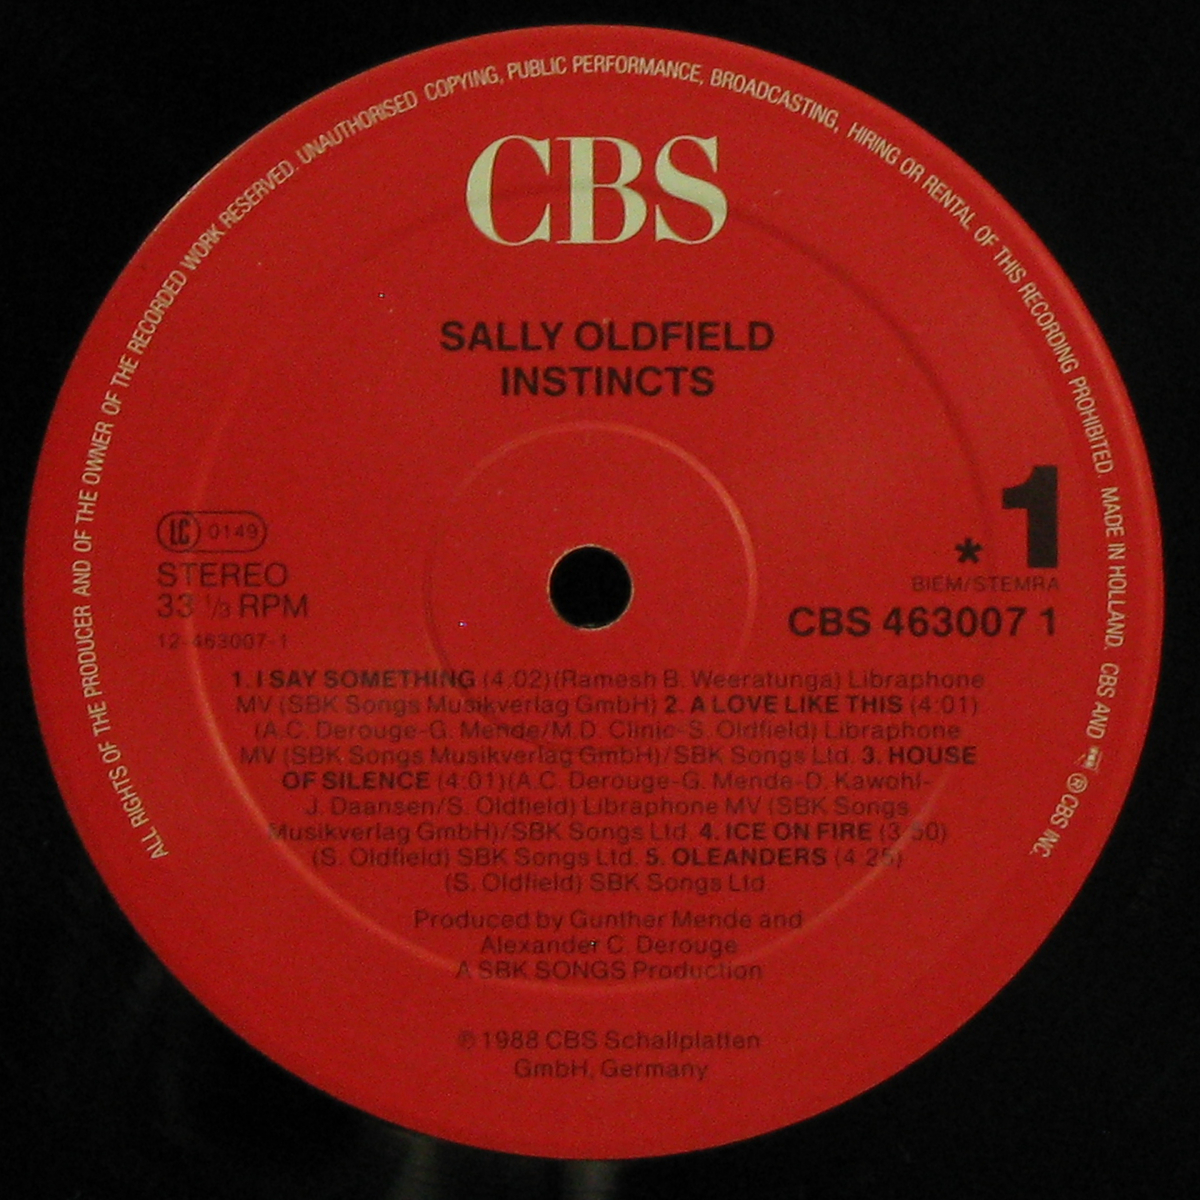 ALL RIGHTS OF THE PRODUCER AND OF THE OWNER OF THE RECORDED WORK RESERVED. UNAUTHORISED COPYING, PUBLIC PERFORMANCE, BROADCASTING, HIRING OR RENTAL OF THIS RECORDING PROHIBITED. MADE IN HOLLAND. CBS AND ℗ CBS INC.
CBS
SALLY OLDFIELD
INSTINCTS
1
*
LC 0149
STEREO
BIEM/STEMRA
33 1/3 RPM
CBS 463007 1
12-463007-1
1. I SAY SOMETHING (4:02)(Ramesh B. Weeratunga) Libraphone
MV (SBK Songs Musikverlag GmbH) 2. A LOVE LIKE THIS (4:01)
(A.C. Derouge-G. Mende/M.D. Clinic-S. Oldfield) Libraphone
MV (SBK Songs Musikverlag GmbH)/SBK Songs Ltd. 3. HOUSE
OF SILENCE (4:01)(A.C. Derouge-G. Mende-D. Kawohl-
J. Daansen/S. Oldfield) Libraphone MV (SBK Songs
Musikverlag GmbH)/SBK Songs Ltd. 4. ICE ON FIRE (3:50)
(S. Oldfield) SBK Songs Ltd. 5. OLEANDERS (4:25)
(S. Oldfield) SBK Songs Ltd.
Produced by Gunther Mende and
Alexander C. Derouge
A SBK SONGS Production
℗ 1988 CBS Schallplatten
GmbH, Germany